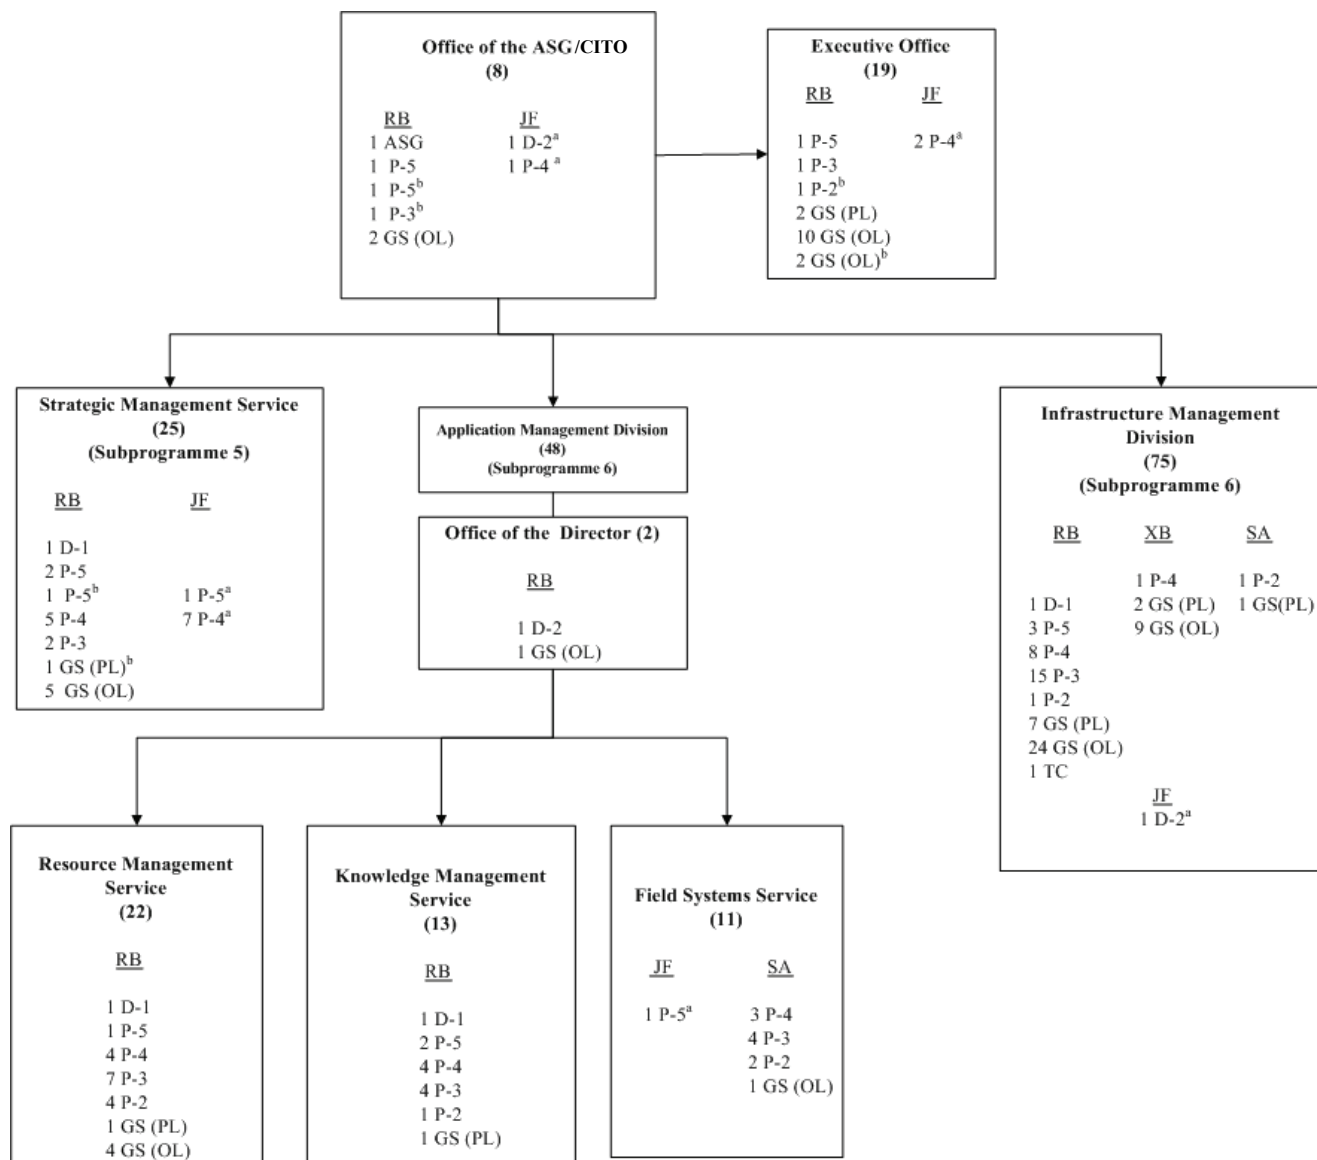 Office of the ASG/CITO
(8)
RB JF
1 ASG 1 D-2ᵃ
1 P-5 1 P-4 ᵃ
1 P-5ᵇ
1 P-3ᵇ
2 GS (OL)
Executive Office
(19)
RB JF
1 P-5 2 P-4ᵃ
1 P-3
1 P-2ᵇ
2 GS (PL)
10 GS (OL)
2 GS (OL)ᵇ
Strategic Management Service
(25)
(Subprogramme 5)
RB JF
1 D-1
2 P-5
1 P-5ᵇ 1 P-5ᵃ
5 P-4 7 P-4ᵃ
2 P-3
1 GS (PL)ᵇ
5 GS (OL)
Application Management Division
(48)
(Subprogramme 6)
Office of the Director (2)
RB
1 D-2
1 GS (OL)
Infrastructure Management
Division
(75)
(Subprogramme 6)
RB XB SA
1 P-4 1 P-2
1 D-1 2 GS (PL) 1 GS(PL)
3 P-5 9 GS (OL)
8 P-4
15 P-3
1 P-2
7 GS (PL)
24 GS (OL)
1 TC
JF
1 D-2ᵃ
Resource Management
Service
(22)
RB
1 D-1
1 P-5
4 P-4
7 P-3
4 P-2
1 GS (PL)
4 GS (OL)
Knowledge Management
Service
(13)
RB
1 D-1
2 P-5
4 P-4
4 P-3
1 P-2
1 GS (PL)
Field Systems Service
(11)
JF SA
1 P-5ᵃ 3 P-4
4 P-3
2 P-2
1 GS (OL)